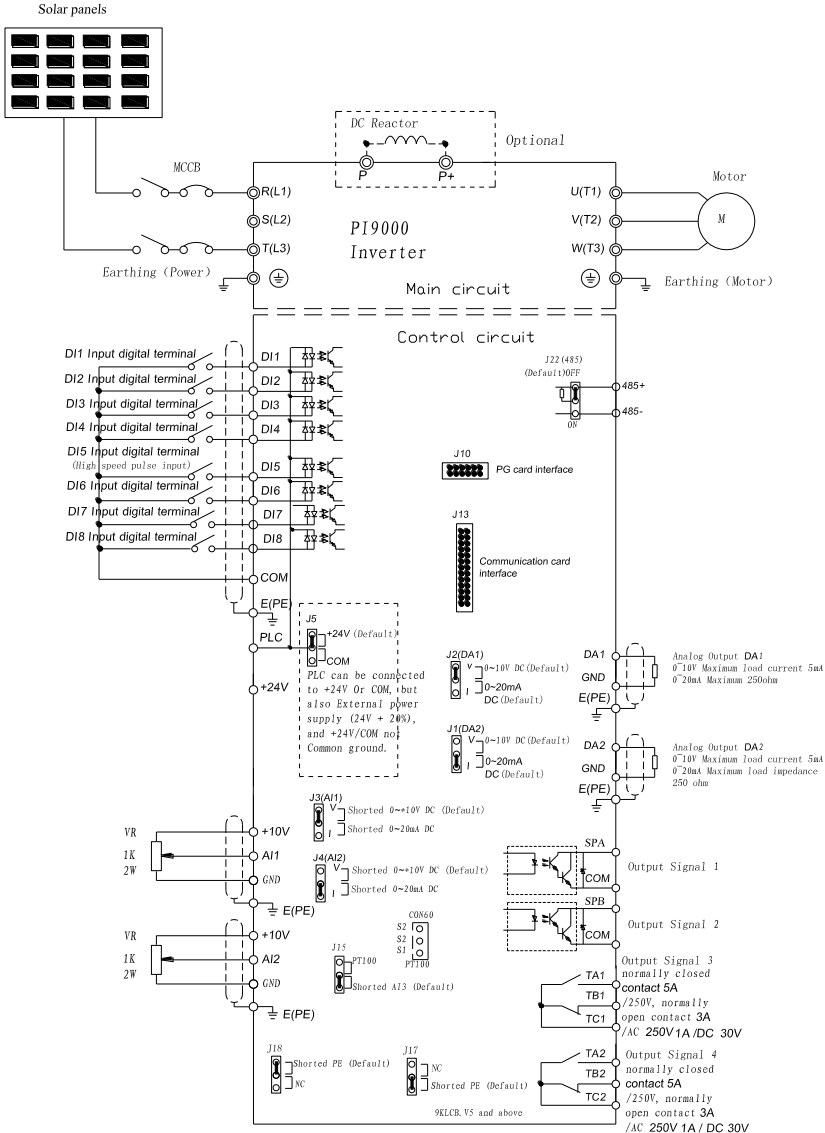 Solar panels
DC Reactor
Optional
P
P+
MCCB
R(L1)
S(L2)
T(L3)
PI9000
Inverter
U(T1)
V(T2)
W(T3)
Motor
M
Earthing (Power)
Earthing (Motor)
Main circuit
Control circuit
DI1 Input digital terminal
DI1
DI2 Input digital terminal
DI2
DI3 Input digital terminal
DI3
DI4 Input digital terminal
DI4
DI5 Input digital terminal
(High speed pulse input)
DI5
DI6 Input digital terminal
DI6
DI7 Input digital terminal
DI7
DI8 Input digital terminal
DI8
COM
E(PE)
PLC
+24V
J22(485)
(Default)OFF
ON
485+
485-
J10
PG card interface
J13
Communication card
interface
J5
+24V (Default)
COM
PLC can be connected
to +24V Or COM, but
also External power
supply (24V + 20%),
and +24V/COM not
Common ground.
J2(DA1)
V
0~10V DC(Default)
I
0~20mA
DC(Default)
J1(DA2)
V
0~10V DC(Default)
I
0~20mA
DC(Default)
DA1
GND
E(PE)
Analog Output DA1
0~10V Maximum load current 5mA
0~20mA Maximum 250ohm
DA2
GND
E(PE)
Analog Output DA2
0~10V Maximum load current 5mA
0~20mA Maximum load impedance
250 ohm
J3(AI1)
V
Shorted 0~+10V DC (Default)
I
Shorted 0~20mA DC
J4(AI2)
V
Shorted 0~+10V DC (Default)
I
Shorted 0~20mA DC
VR
1K
2W
+10V
AI1
GND
E(PE)
VR
1K
2W
+10V
AI2
GND
E(PE)
CON60
S2
S2
S1
PT100
J15
PT100
Shorted AI3 (Default)
SPA
COM
Output Signal 1
SPB
COM
Output Signal 2
TA1
TB1
TC1
Output Signal 3
normally closed
contact 5A
/250V, normally
open contact 3A
/AC 250V 1A /DC 30V
J18
Shorted PE (Default)
NC
J17
NC
Shorted PE (Default)
9KLCB.V5 and above
TA2
TB2
TC2
Output Signal 4
normally closed
contact 5A
/250V, normally
open contact 3A
/AC 250V 1A / DC 30V